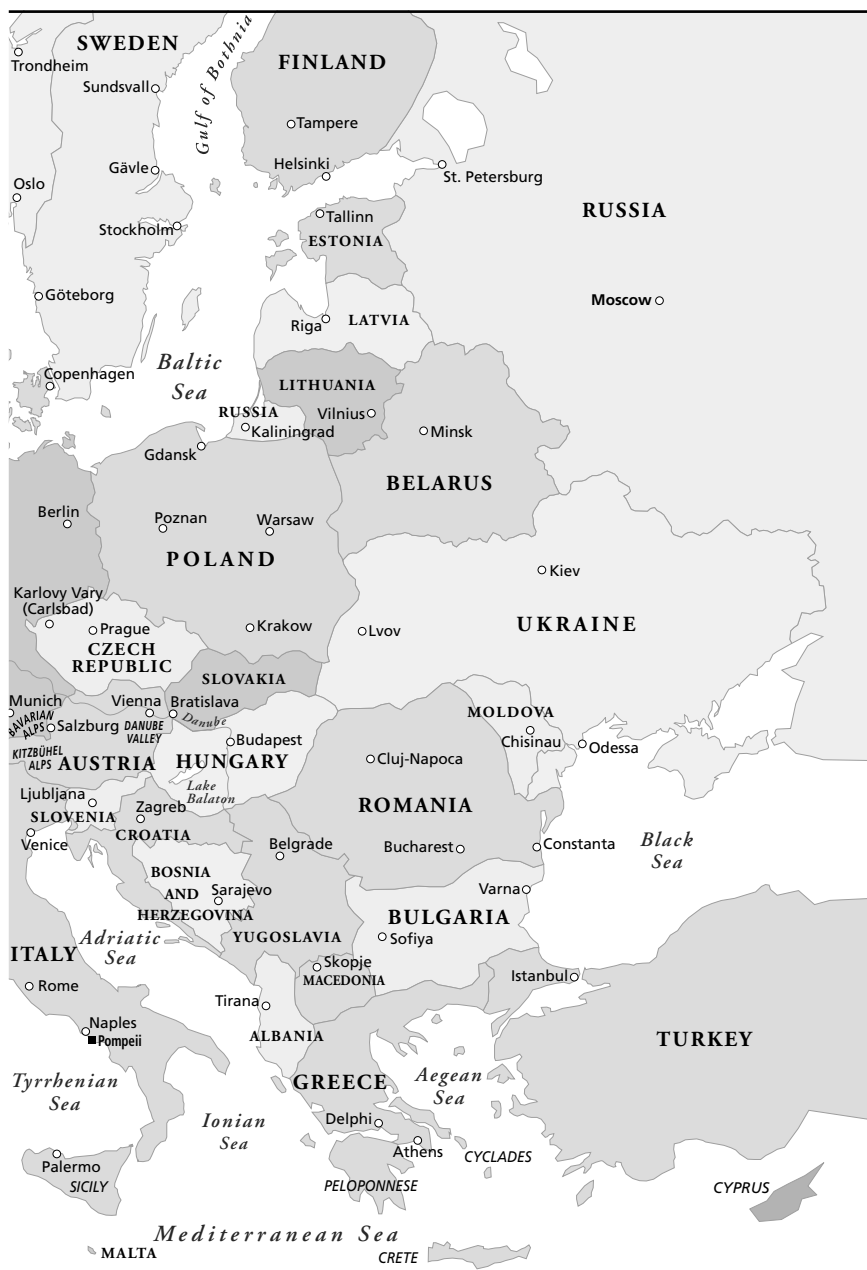 SWEDEN
Trondheim
Sundsvall
Gulf of Bothnia
FINLAND
Tampere
Gävle
Helsinki
St. Petersburg
Oslo
RUSSIA
Stockholm
Tallinn
ESTONIA
Göteborg
Moscow
Riga
LATVIA
Baltic
Sea
Copenhagen
LITHUANIA
RUSSIA
Vilnius
Kaliningrad
Minsk
Gdansk
BELARUS
Berlin
Poznan
Warsaw
POLAND
Kiev
Karlovy Vary
(Carlsbad)
Prague
Krakow
Lvov
UKRAINE
CZECH
REPUBLIC
SLOVAKIA
Munich
Vienna
Bratislava
BAVARIAN
ALPS
Salzburg
DANUBE
VALLEY
Danube
MOLDOVA
Chisinau
Odessa
KITZBÜHEL
ALPS
AUSTRIA
HUNGARY
Budapest
Cluj-Napoca
Lake
Balaton
Ljubljana
SLOVENIA
Zagreb
CROATIA
ROMANIA
Venice
Belgrade
Bucharest
Constanta
Black
Sea
BOSNIA
AND
HERZEGOVINA
Sarajevo
Varna
BULGARIA
Sofiya
YUGOSLAVIA
Adriatic
Sea
ITALY
Rome
Skopje
MACEDONIA
Istanbul
Tirana
ALBANIA
Naples
Pompeii
TURKEY
Tyrrhenian
Sea
GREECE
Aegean
Sea
Ionian
Sea
Delphi
Athens
CYCLADES
Palermo
SICILY
PELOPONNESE
CYPRUS
Mediterranean Sea
MALTA
CRETE